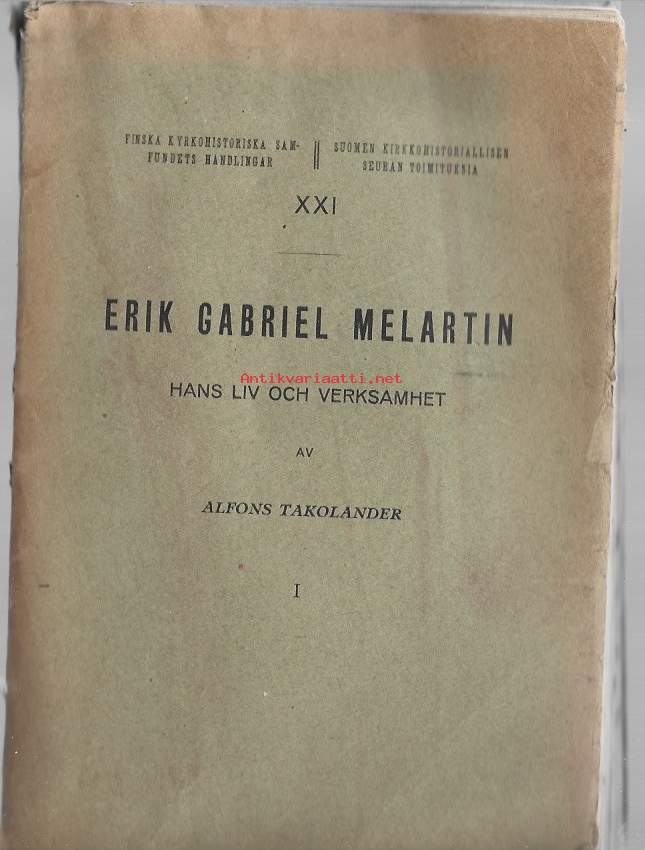 FINSKA KYRKOHISTORISKA SAM-
FUNDETS HANDLINGAR
SUOMEN KIRKKOHISTORIALLISEN
SEURAN TOIMITUKSIA
XXI
ERIK GABRIEL MELARTIN
Antikvariaatti.net
HANS LIV OCH VERKSAMHET
AV
ALFONS TAKOLANDER
I